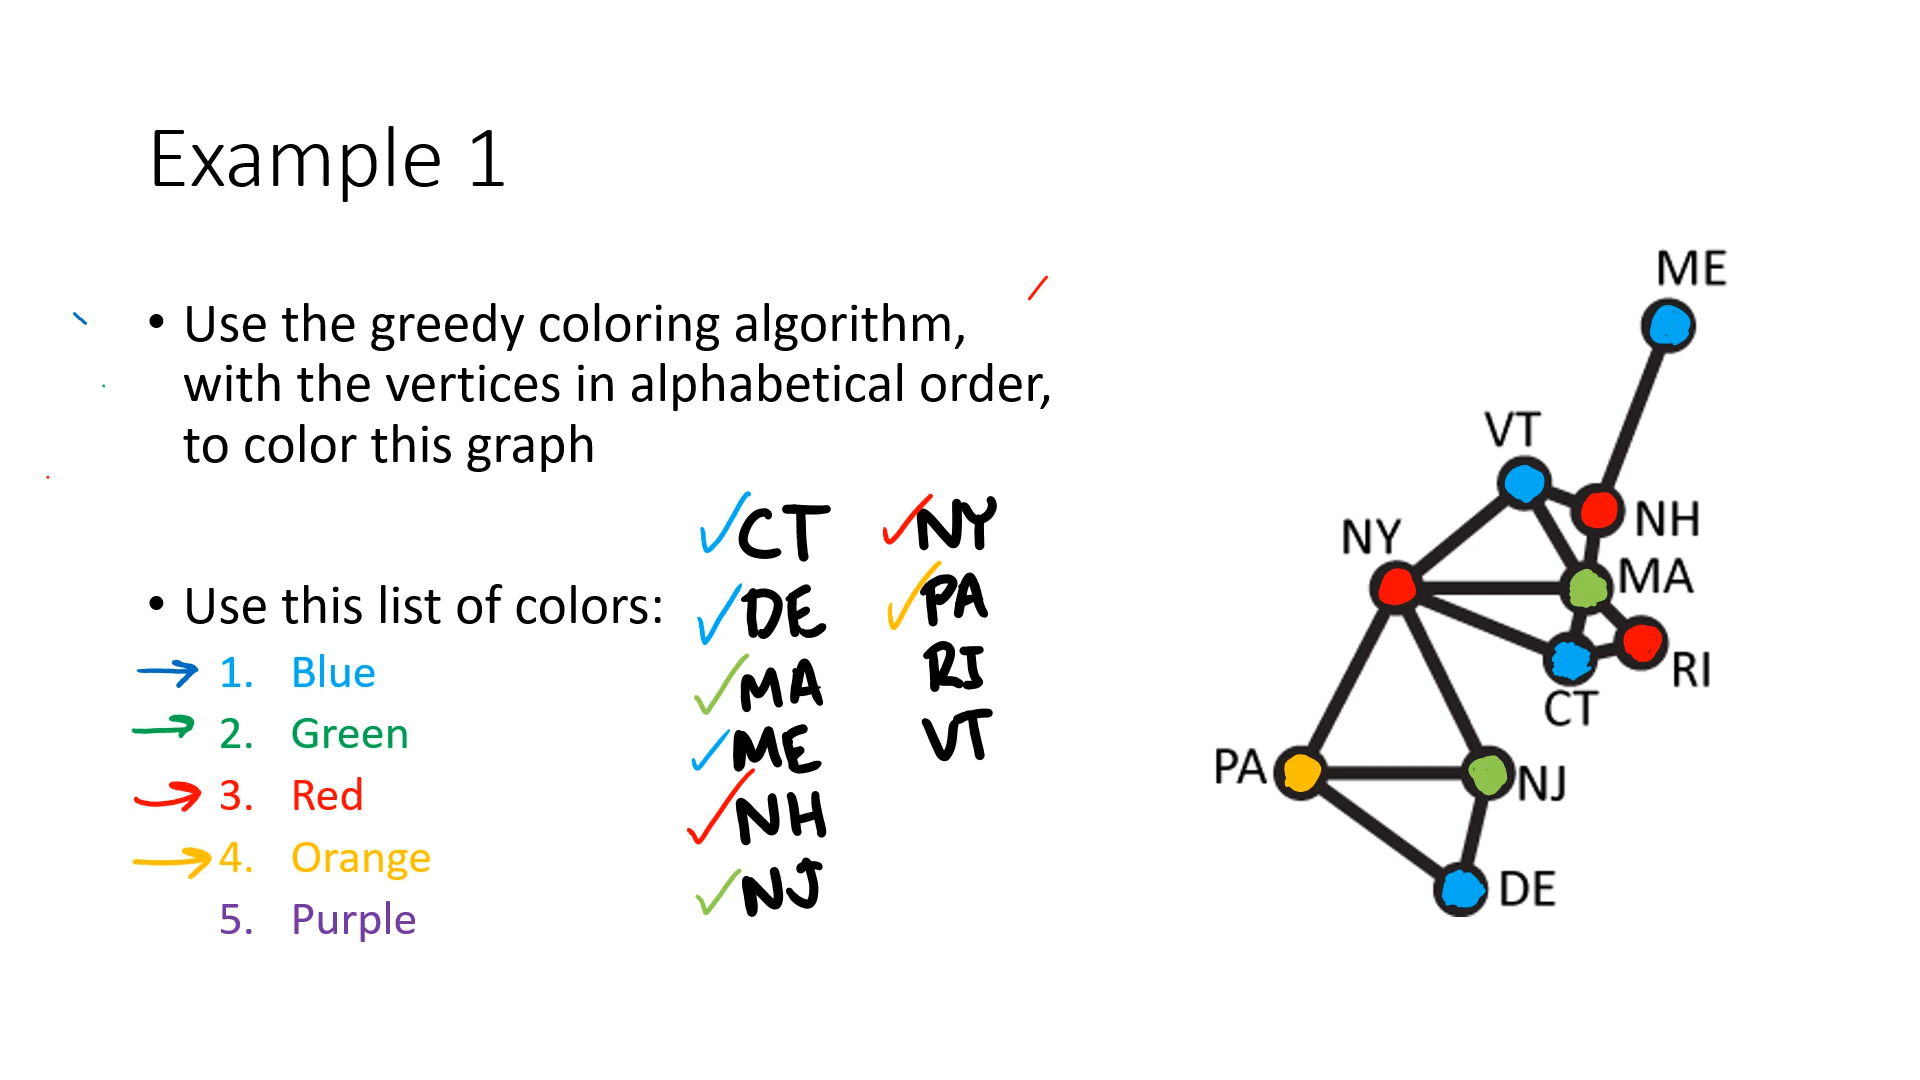 Example 1
• Use the greedy coloring algorithm,
with the vertices in alphabetical order,
to color this graph
• Use this list of colors:
1. Blue
2. Green
3. Red
4. Orange
5. Purple
CT
DE
MA
ME
NH
NJ
NY
PA
RI
VT
ME
VT
NH
NY
MA
RI
CT
PA
NJ
DE